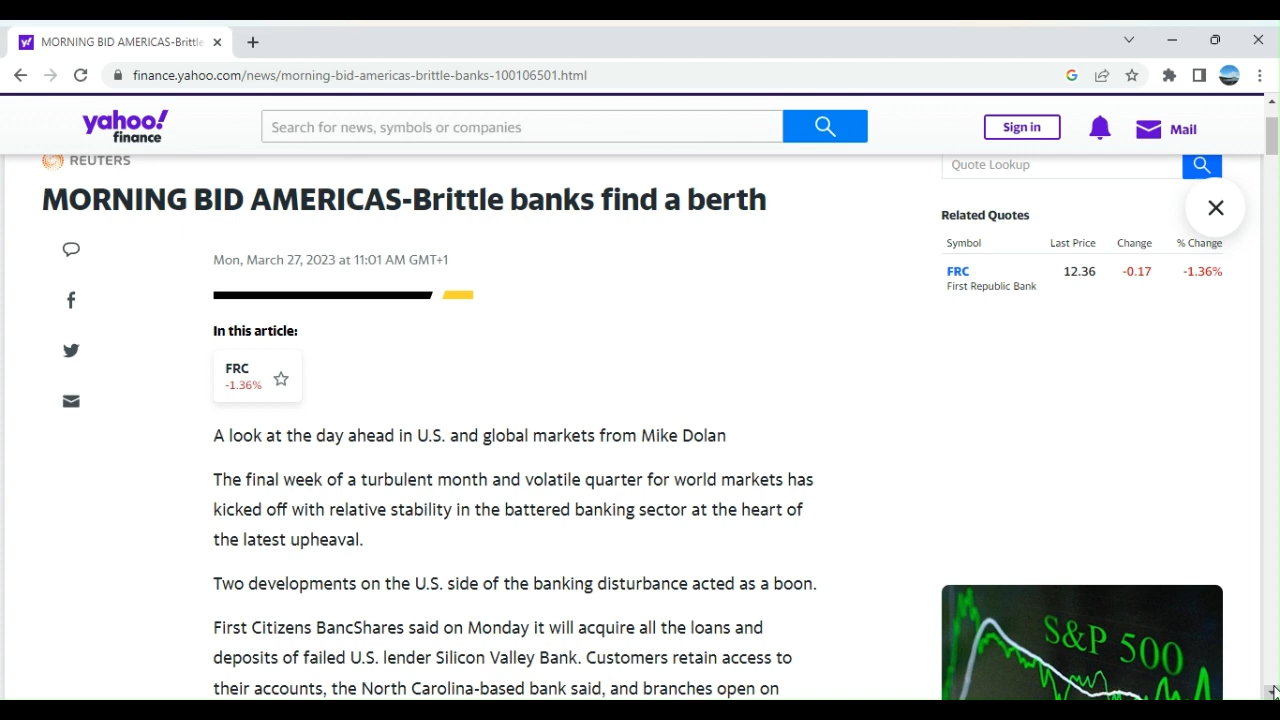 MORNING BID AMERICAS-Brittle
finance.yahoo.com/news/morning-bid-americas-brittle-banks-100106501.html
yahoo!
finance
Search for news, symbols or companies
Sign in
Mail
REUTERS
MORNING BID AMERICAS-Brittle banks find a berth
Mon, March 27, 2023 at 11:01 AM GMT+1
In this article:
FRC
-1.36%
A look at the day ahead in U.S. and global markets from Mike Dolan
The final week of a turbulent month and volatile quarter for world markets has
kicked off with relative stability in the battered banking sector at the heart of
the latest upheaval.
Two developments on the U.S. side of the banking disturbance acted as a boon.
First Citizens BancShares said on Monday it will acquire all the loans and
deposits of failed U.S. lender Silicon Valley Bank. Customers retain access to
their accounts, the North Carolina-based bank said, and branches open on
Quote Lookup
Related Quotes
Symbol Last Price Change % Change
FRC 12.36 -0.17 -1.36%
First Republic Bank
S&P 500